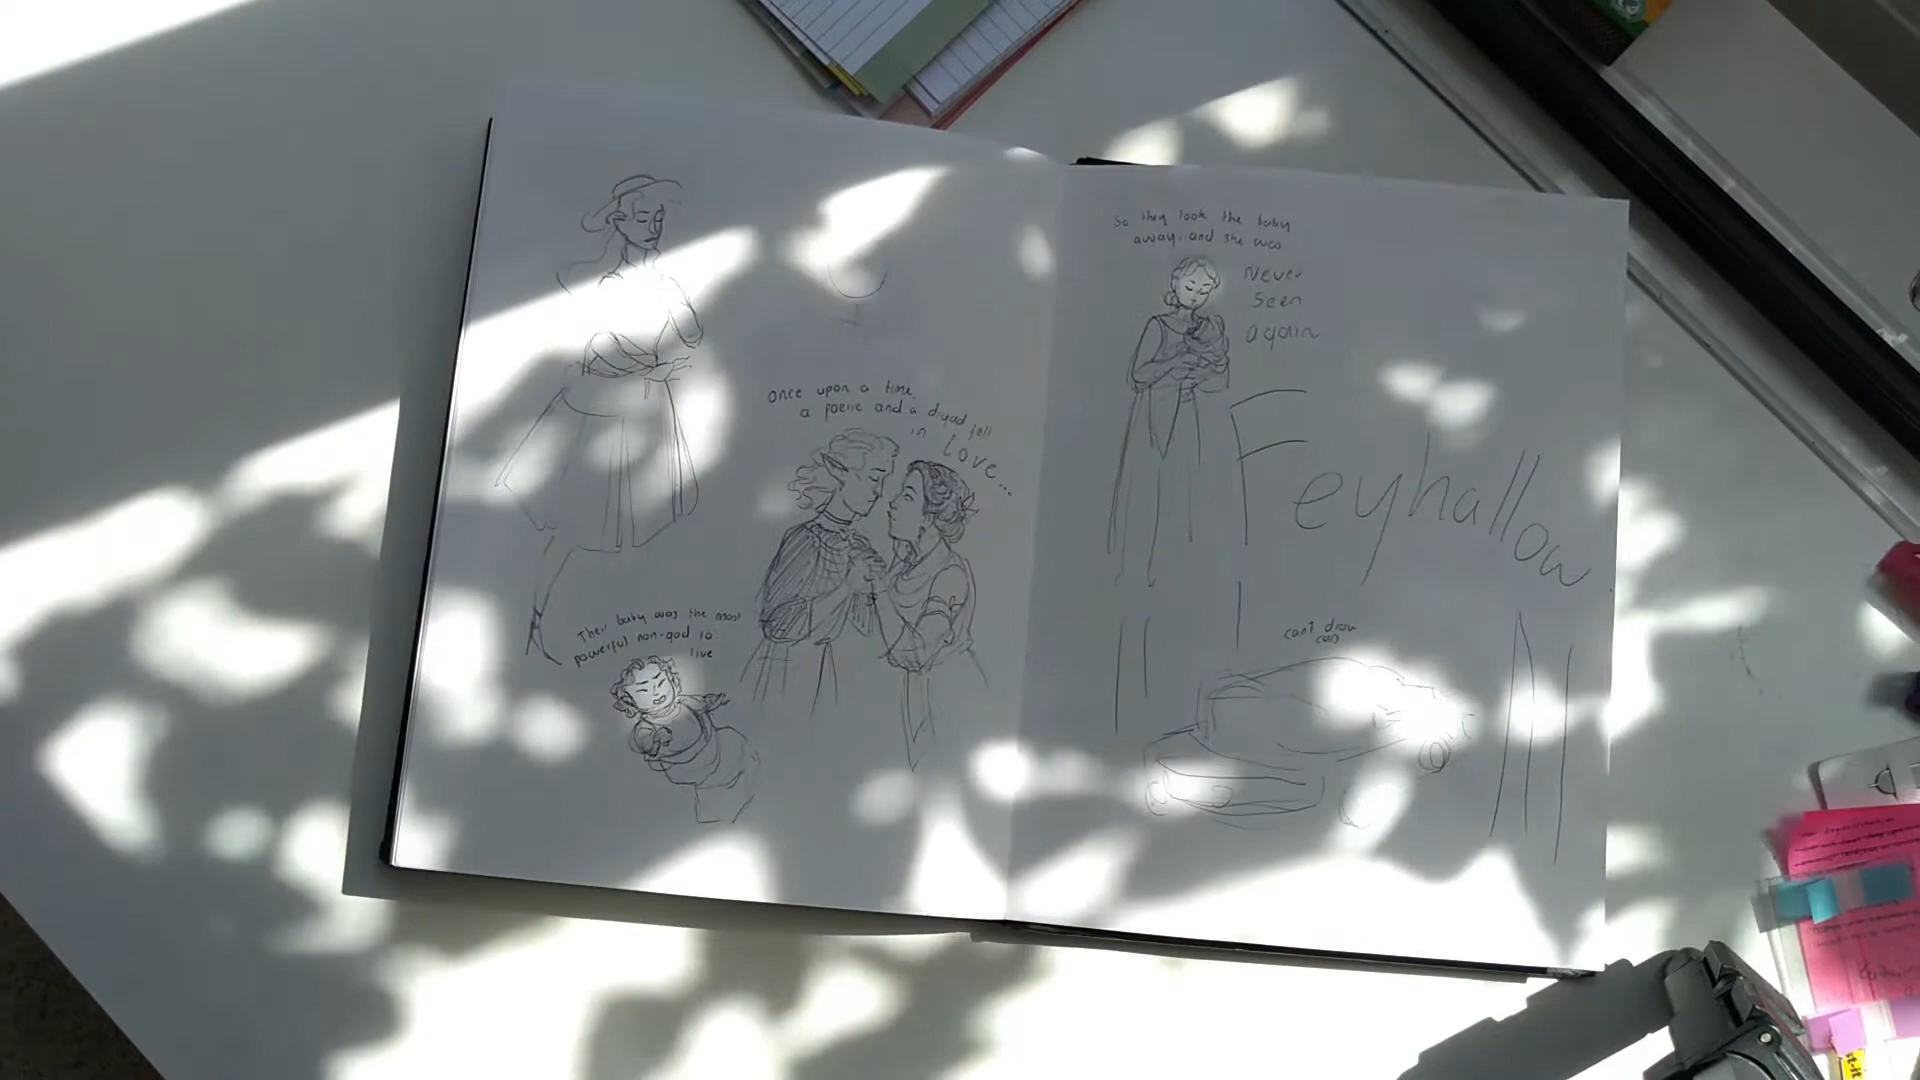 once upon a time,
a faerie and a dryad fell
in
love...
Their baby was the most
powerful non-god to
live
So they took the baby
away. and she was
Never
Seen
again
Feyhallow
can't draw
cars